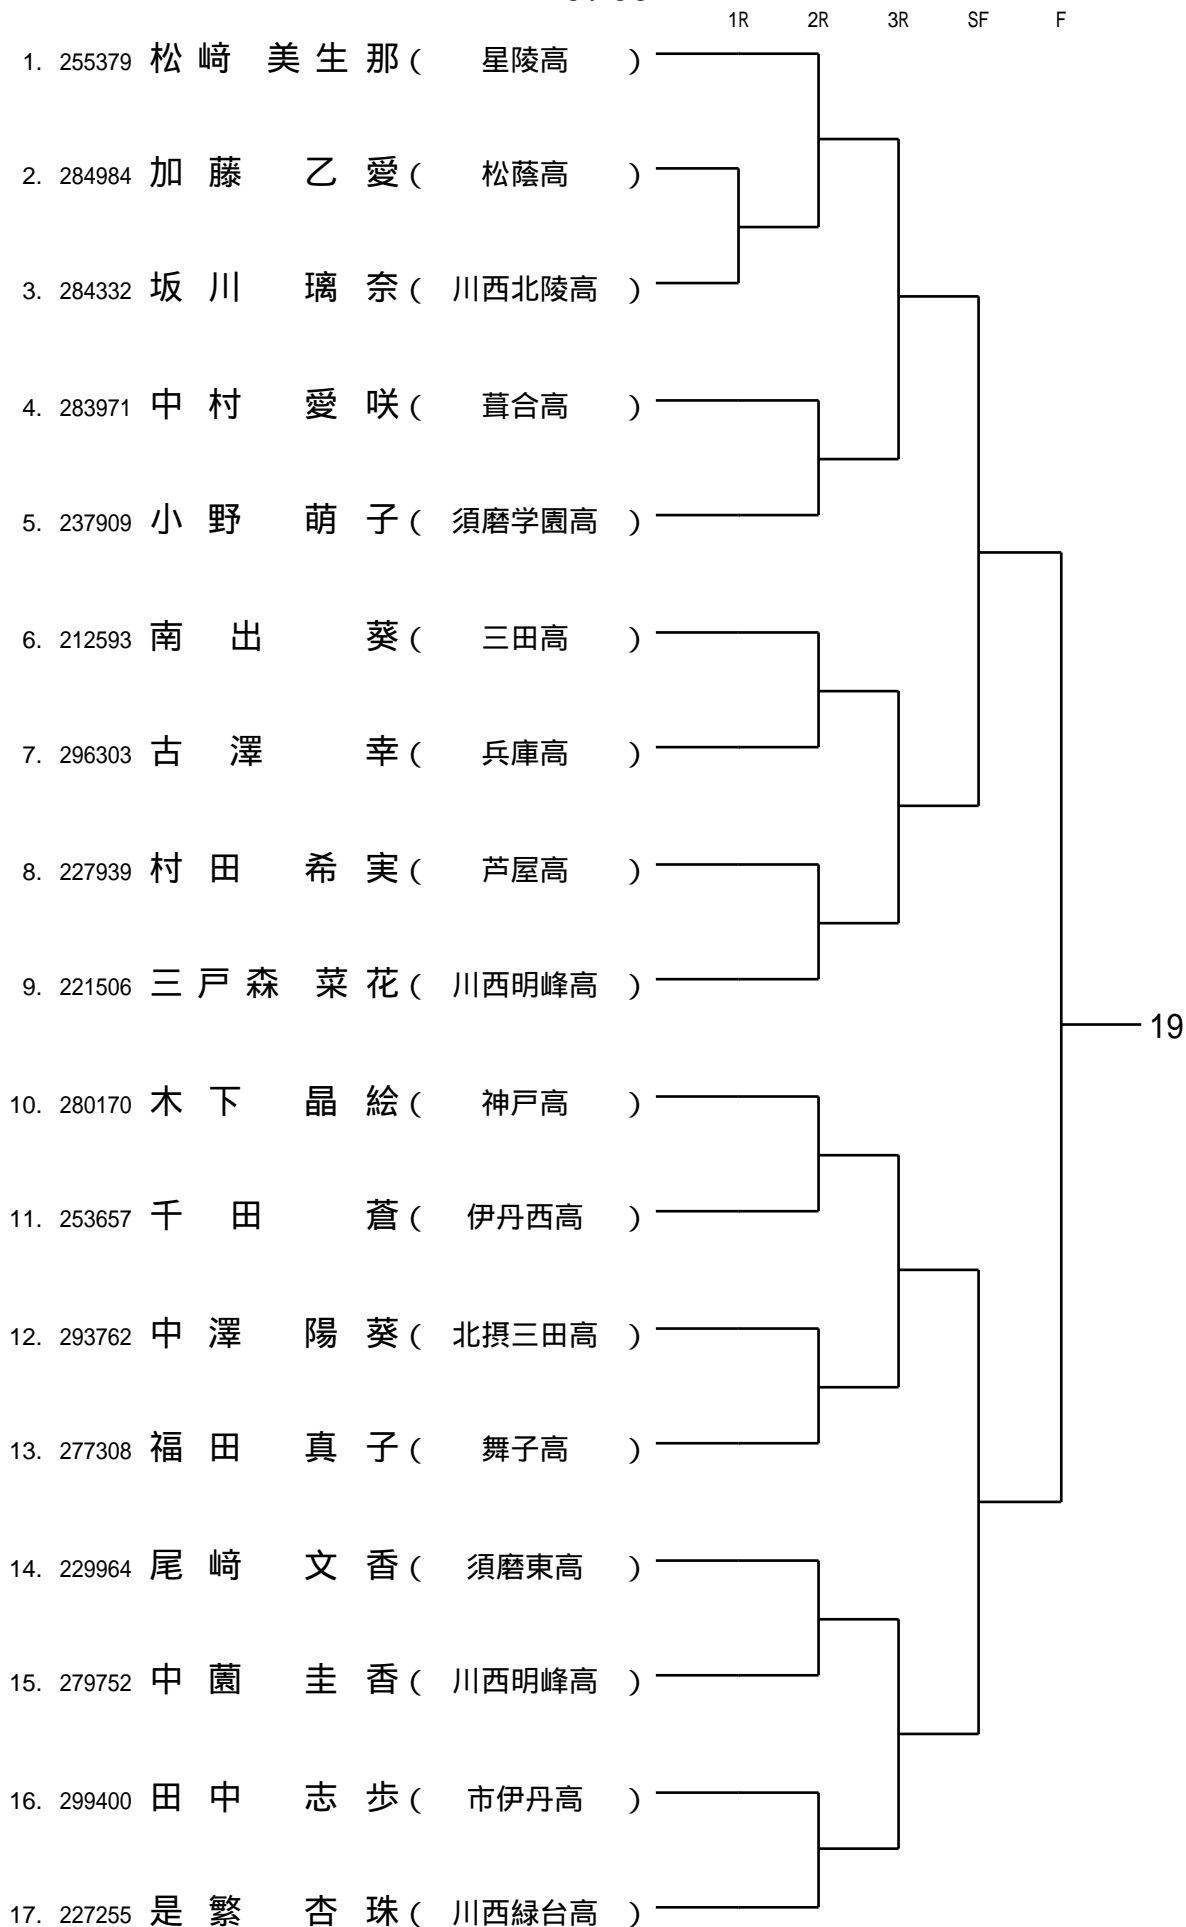 1R 2R 3R SF F
1. 255379 松﨑 美生那 ( 星陵高 )
2. 284984 加藤 乙愛 ( 松蔭高 )
3. 284332 坂川 璃奈 ( 川西北陵高 )
4. 283971 中村 愛咲 ( 葺合高 )
5. 237909 小野 萌子 ( 須磨学園高 )
6. 212593 南出 葵 ( 三田高 )
7. 296303 古澤 幸 ( 兵庫高 )
8. 227939 村田 希実 ( 芦屋高 )
9. 221506 三戸森 菜花 ( 川西明峰高 )
19
10. 280170 木下 晶絵 ( 神戸高 )
11. 253657 千田 蒼 ( 伊丹西高 )
12. 293762 中澤 陽葵 ( 北摂三田高 )
13. 277308 福田 真子 ( 舞子高 )
14. 229964 尾﨑 文香 ( 須磨東高 )
15. 279752 中薗 圭香 ( 川西明峰高 )
16. 299400 田中 志歩 ( 市伊丹高 )
17. 227255 是繁 杏珠 ( 川西緑台高 )